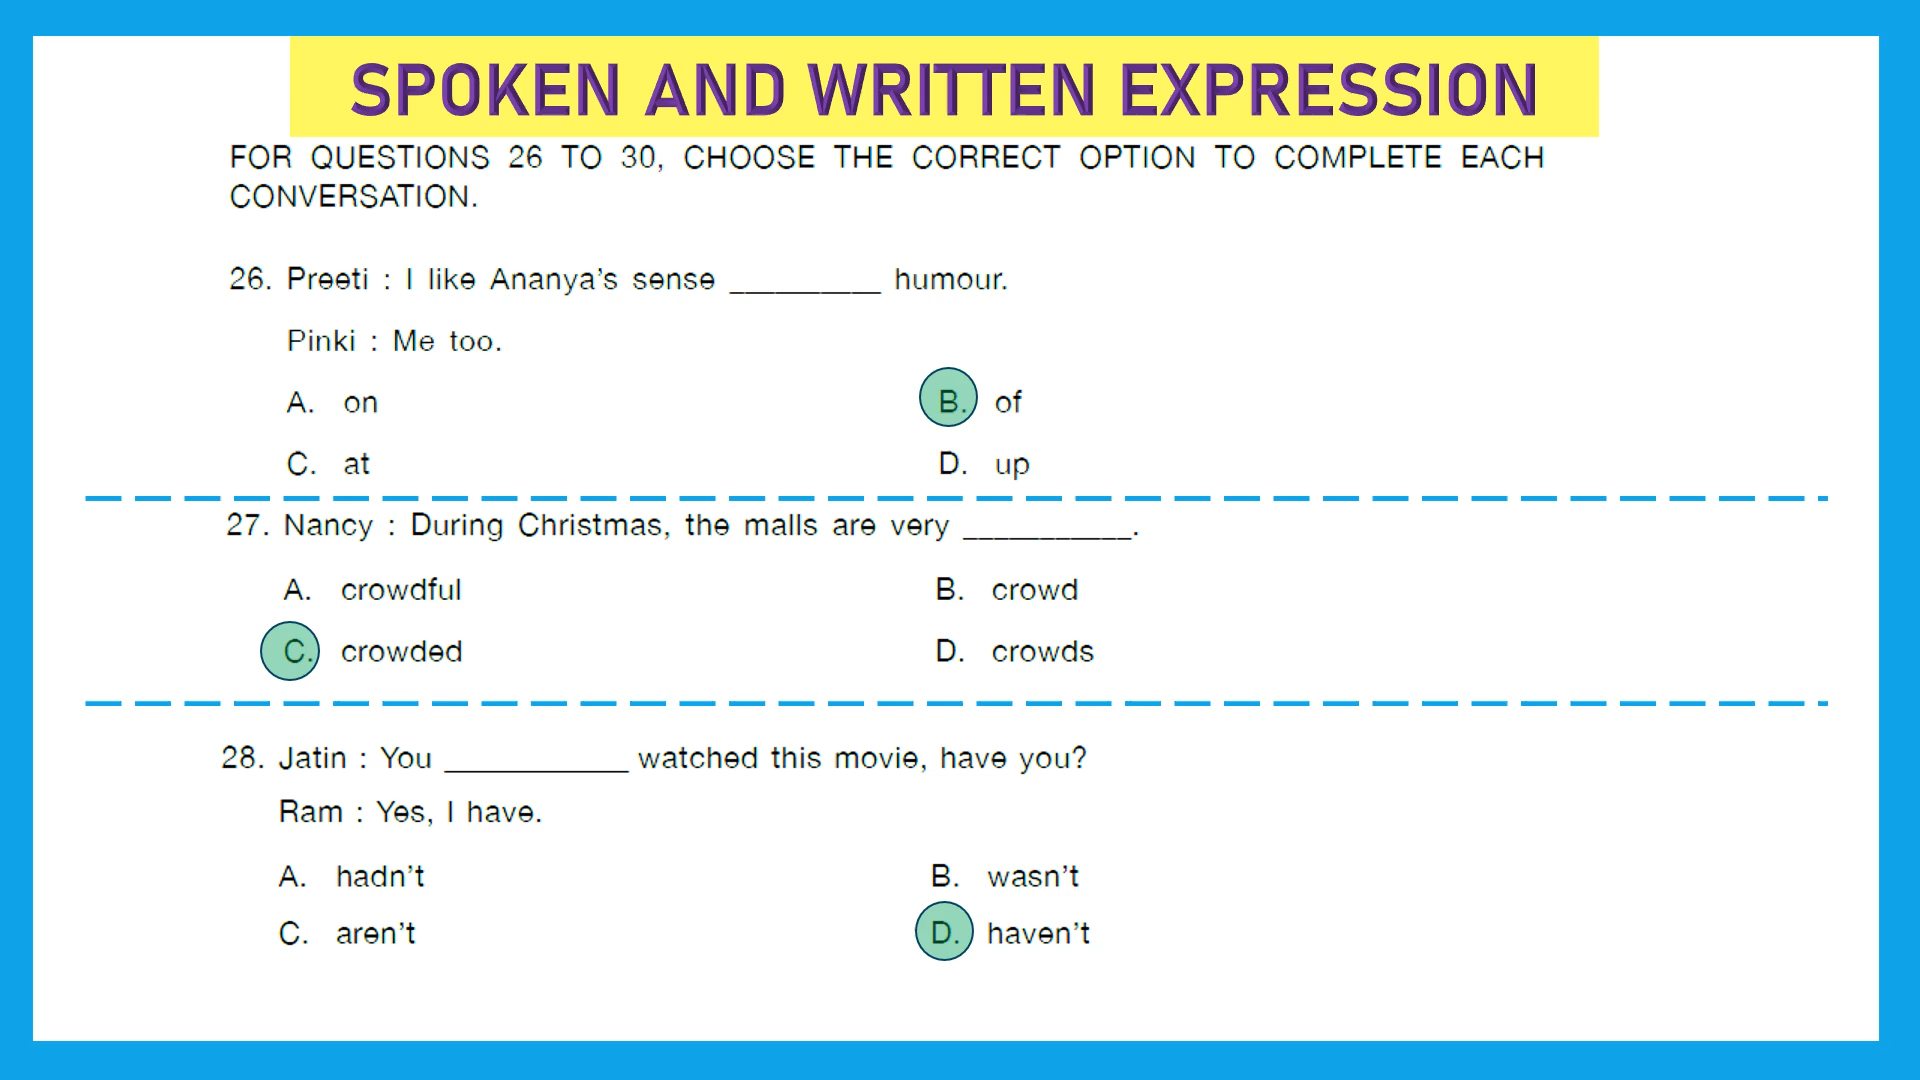 SPOKEN AND WRITTEN EXPRESSION
FOR QUESTIONS 26 TO 30, CHOOSE THE CORRECT OPTION TO COMPLETE EACH
CONVERSATION.
26. Preeti : I like Ananya's sense __________ humour.
Pinki : Me too.
A. on B. of
C. at D. up
27. Nancy : During Christmas, the malls are very ___________.
A. crowdful B. crowd
C. crowded D. crowds
28. Jatin : You ____________ watched this movie, have you?
Ram : Yes, I have.
A. hadn't B. wasn't
C. aren't D. haven't